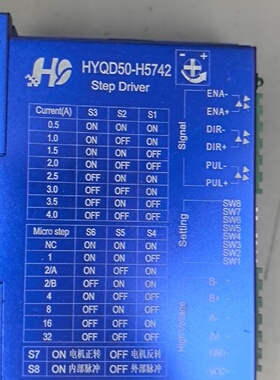 HS
HYQD50-H5742
Step Driver
Current(A) S3 S2 S1
0.5 ON ON ON
1.0 ON ON OFF
1.5 ON OFF ON
2.0 ON OFF OFF
2.5 OFF ON ON
3.0 OFF ON OFF
3.5 OFF OFF ON
4.0 OFF OFF OFF
Micro step S6 S5 S4
NC ON ON ON
1 ON ON OFF
2/A ON OFF ON
2/B ON OFF OFF
4 OFF ON ON
8 OFF ON OFF
16 OFF OFF ON
32 OFF OFF OFF
S7 ON 电机正转 OFF 电机反转
S8 ON 内部脉冲 OFF 外部脉冲
ENA-
ENA+
DIR-
DIR+
PUL-
PUL+
Signal
SW8
SW7
SW6
SW5
SW4
SW3
SW2
SW1
Setting
B-
B+
A-
GND
VCC